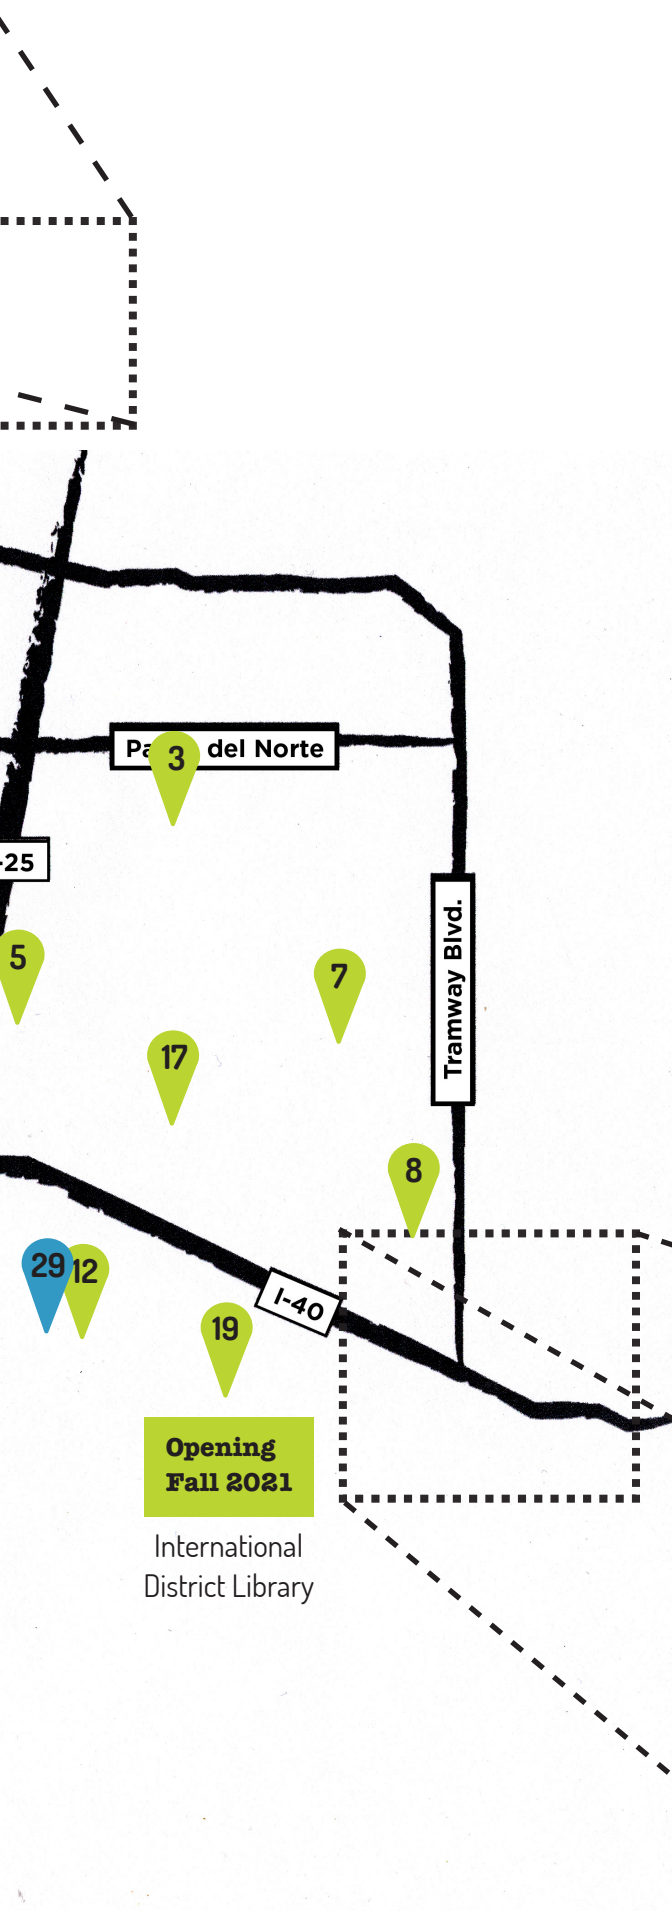 3
del Norte
-25
5
7
Tramway Blvd.
17
8
29
12
I-40
19
Opening
Fall 2021
International
District Library